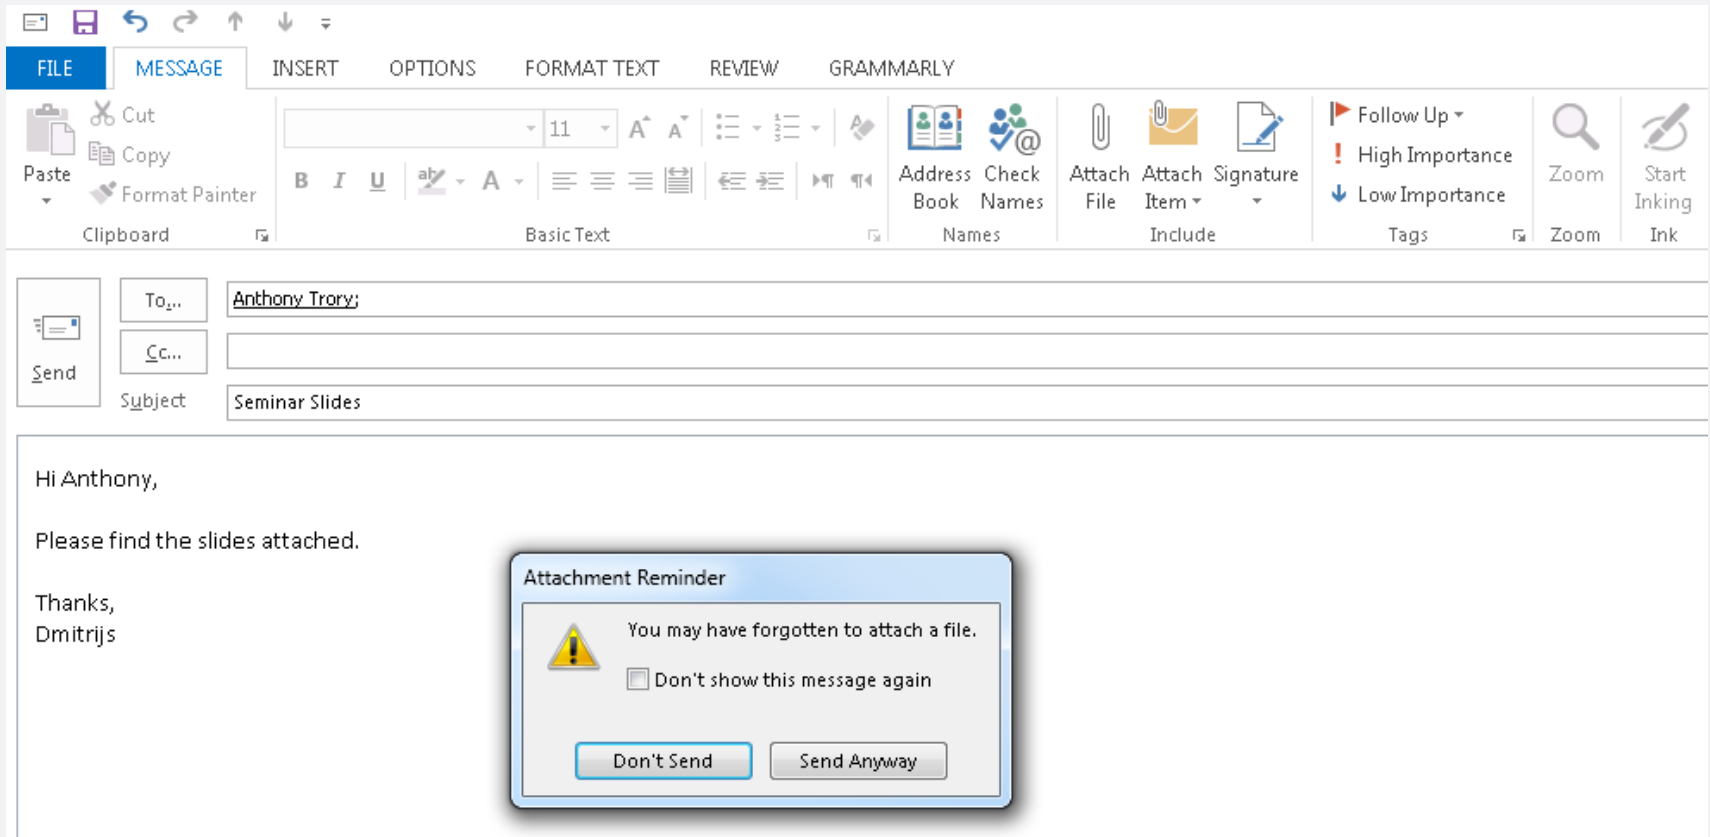 FILE MESSAGE INSERT OPTIONS FORMAT TEXT REVIEW GRAMMARLY
Paste
Cut
Copy
Format Painter
Clipboard
11
B I U A
Basic Text
Address Book
Check Names
Names
Attach File
Attach Item
Signature
Include
Follow Up
High Importance
Low Importance
Tags
Zoom
Zoom
Start Inking
Ink
Send
To...
Anthony Trory;
Cc...
Subject
Seminar Slides
Hi Anthony,
Please find the slides attached.
Thanks,
Dmitrijs
Attachment Reminder
You may have forgotten to attach a file.
Don't show this message again
Don't Send
Send Anyway